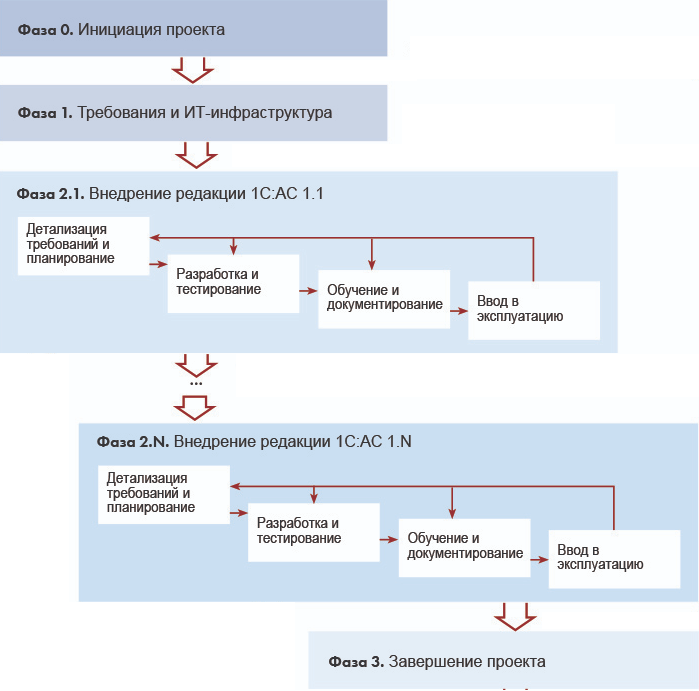 Фаза 0. Инициация проекта
Фаза 1. Требования и ИТ-инфраструктура
Фаза 2.1. Внедрение редакции 1С:АС 1.1
Детализация
требований и
планирование
Разработка и
тестирование
Обучение и
документирование
Ввод в
эксплуатацию
...
Фаза 2.N. Внедрение редакции 1С:АС 1.N
Детализация
требований и
планирование
Разработка и
тестирование
Обучение и
документирование
Ввод в
эксплуатацию
Фаза 3. Завершение проекта